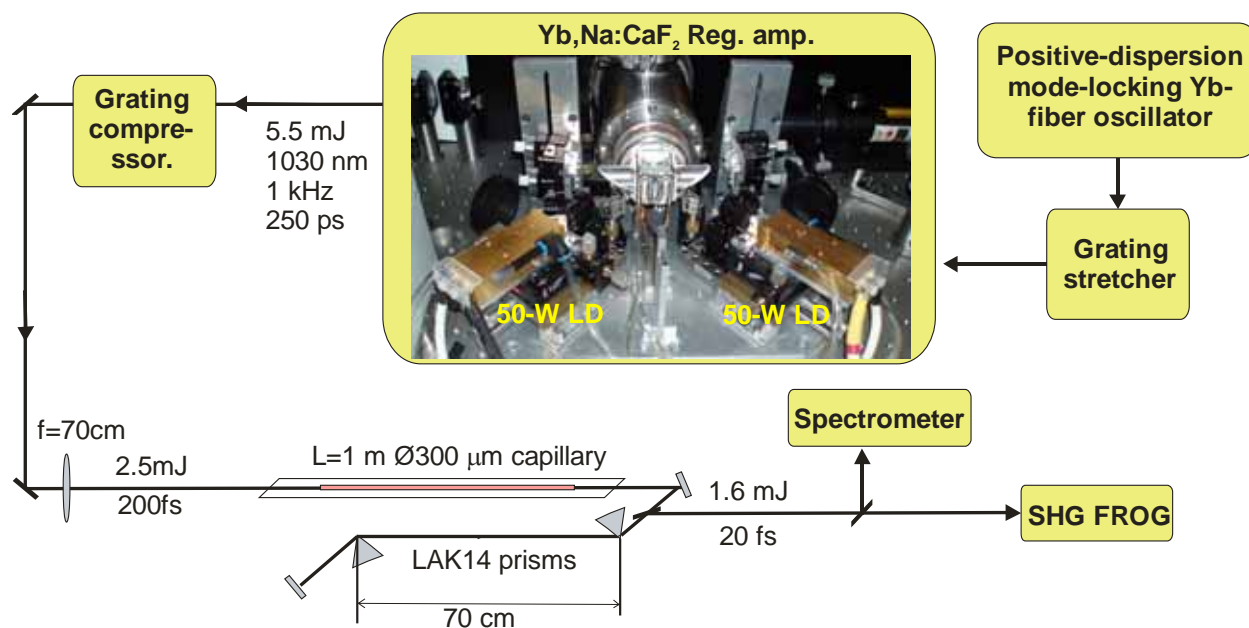 Yb,Na:CaF₂ Reg. amp.
50-W LD
50-W LD
Positive-dispersion
mode-locking Yb-
fiber oscillator
Grating
stretcher
Grating
compre-
ssor.
5.5 mJ
1030 nm
1 kHz
250 ps
f=70cm
2.5mJ
200fs
L=1 m Ø300 μm capillary
LAK14 prisms
70 cm
1.6 mJ
20 fs
Spectrometer
SHG FROG